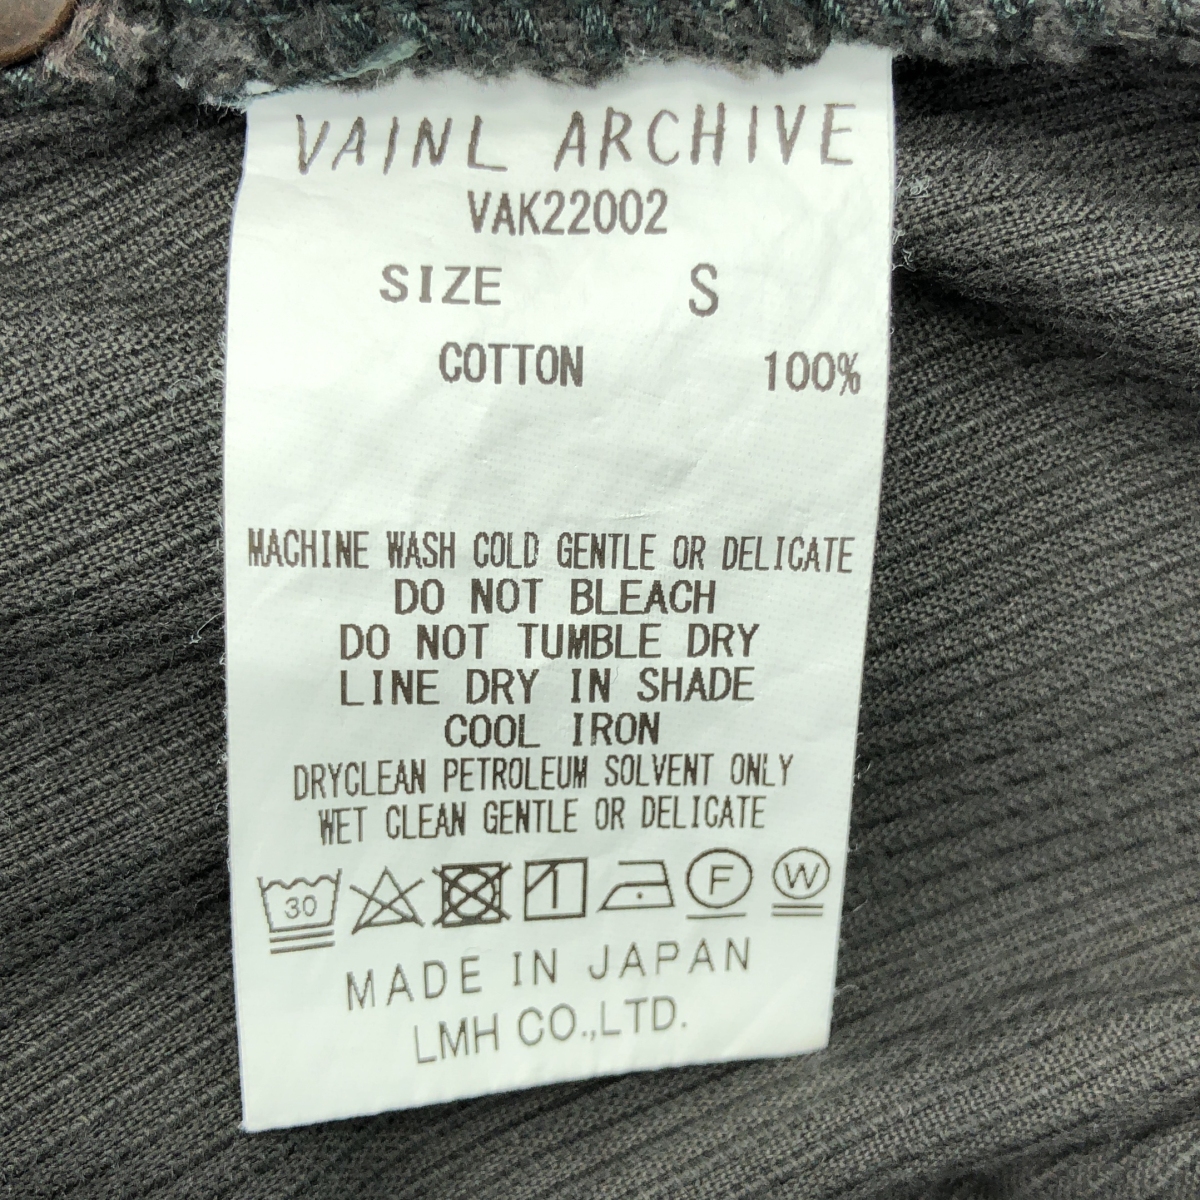 VAINL ARCHIVE
VAK22002
SIZE S
COTTON 100%
MACHINE WASH COLD GENTLE OR DELICATE
DO NOT BLEACH
DO NOT TUMBLE DRY
LINE DRY IN SHADE
COOL IRON
DRYCLEAN PETROLEUM SOLVENT ONLY
WET CLEAN GENTLE OR DELICATE
30 F W
MADE IN JAPAN
LMH CO.,LTD.